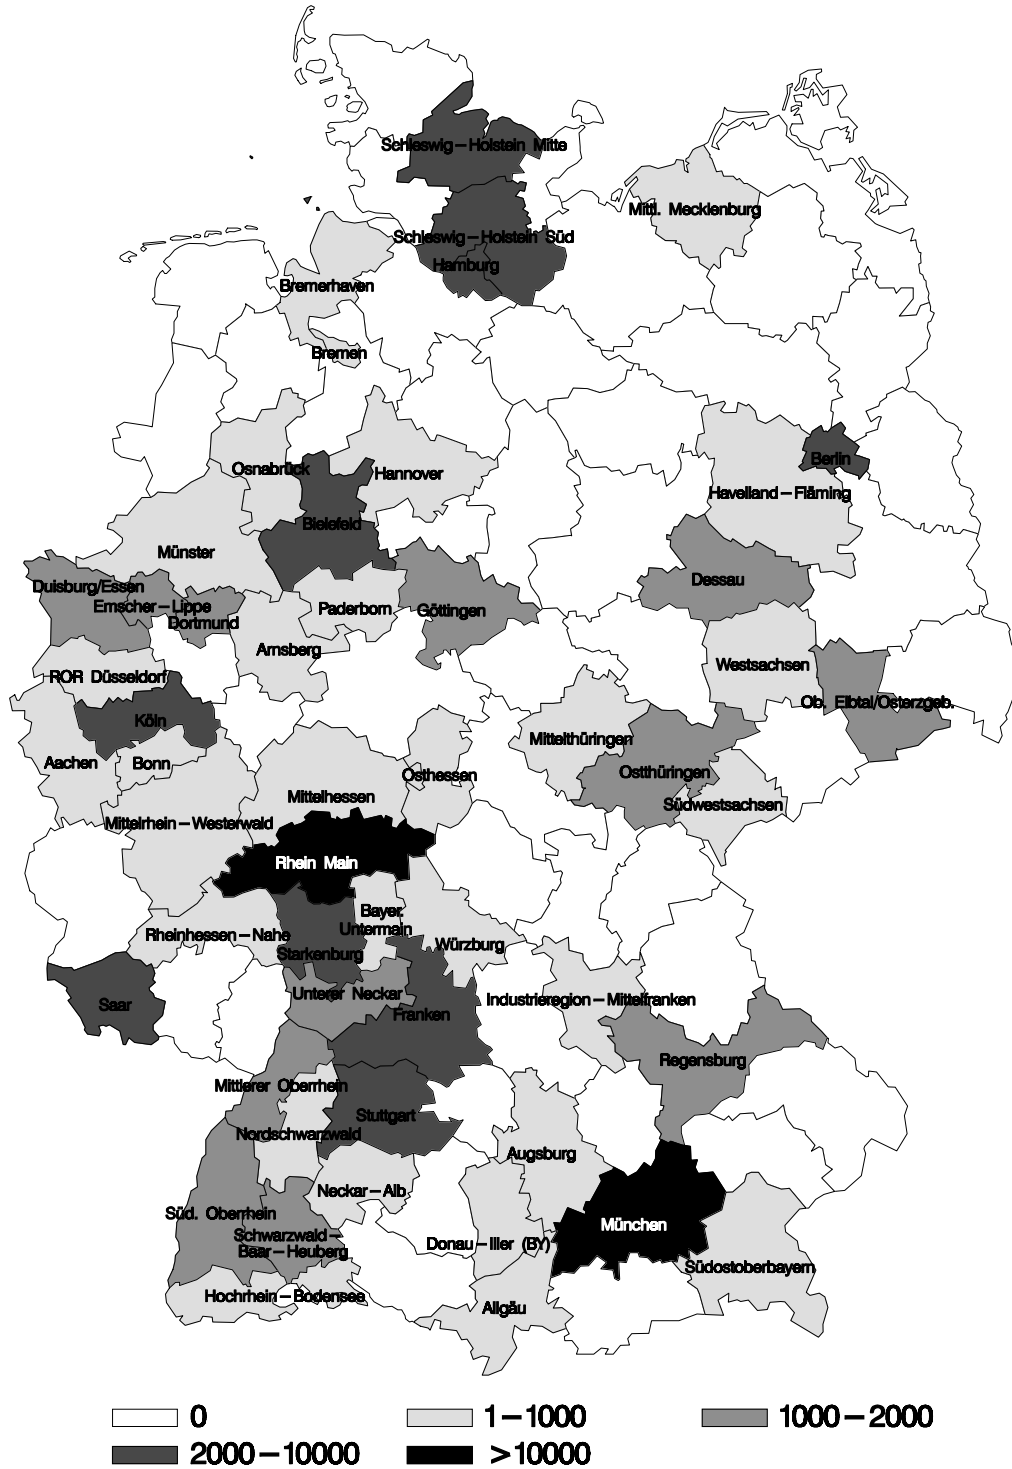 Schleswig–Holstein Mitte
Mittl. Mecklenburg
Schleswig–Holstein Süd
Hamburg
Bremerhaven
Bremen
Berlin
Osnabrück
Hannover
Havelland–Fläming
Bielefeld
Münster
Dessau
Duisburg/Essen
Emscher–Lippe
Paderborn
Göttingen
Dortmund
Arnsberg
Westsachsen
ROR Düsseldorf
Ob. Elbtal/Osterzgeb.
Köln
Mittelthüringen
Aachen
Bonn
Osthessen
Ostthüringen
Mittelhessen
Südwestsachsen
Mittelrhein–Westerwald
Rhein Main
Bayer.
Untermain
Rheinhessen–Nahe
Würzburg
Starkenburg
Unterer Neckar
Industrieregion–Mittelfranken
Saar
Franken
Regensburg
Mittlerer Oberrhein
Stuttgart
Nordschwarzwald
Augsburg
Neckar–Alb
Süd. Oberrhein
München
Schwarzwald–
Baar–Heuberg
Donau–Iller (BY)
Südostoberbayern
Hochrhein–Bodensee
Allgäu
0
1–1000
1000–2000
2000–10000
>10000